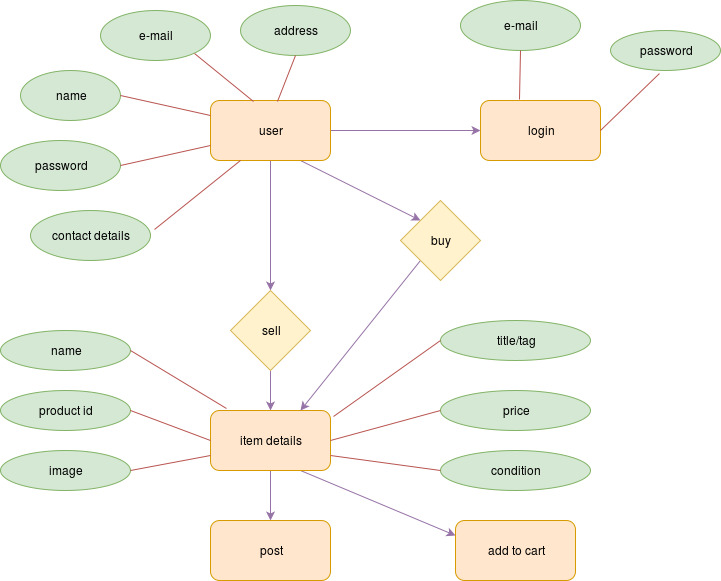 address
e-mail
e-mail
password
name
user
login
password
contact details
buy
sell
title/tag
name
product id
price
item details
image
condition
post
add to cart